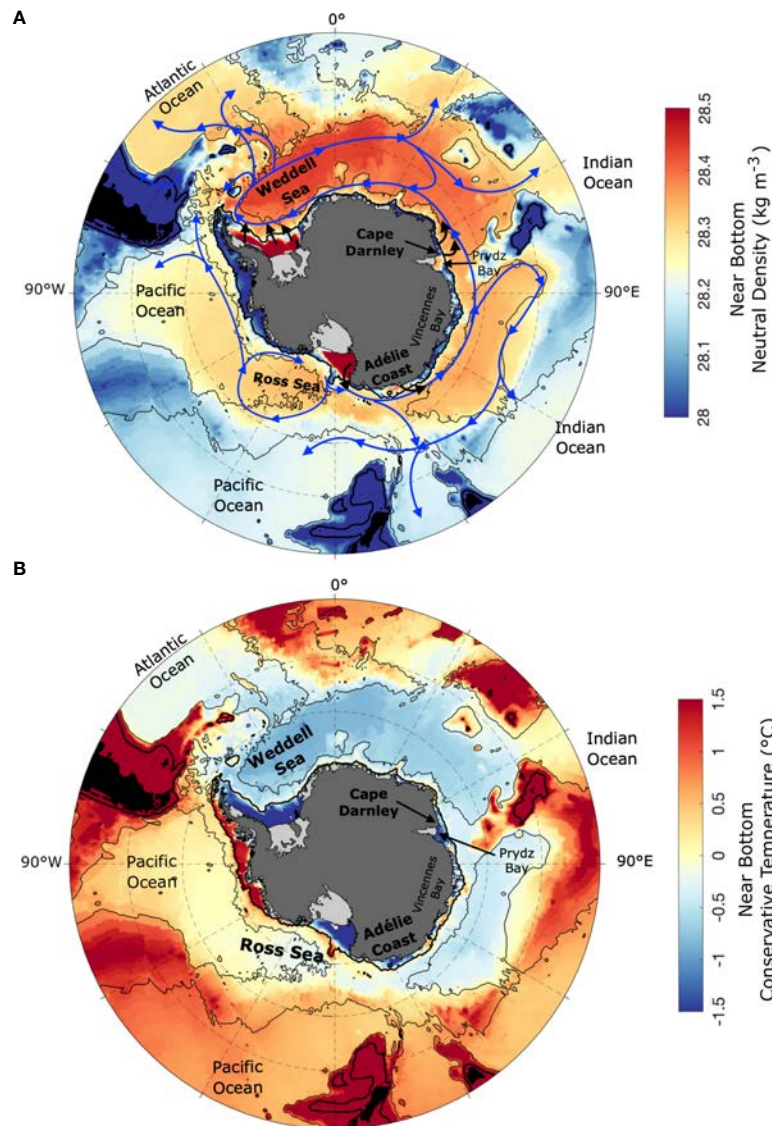 A
0°
Atlantic
Ocean
Weddell
Sea
Indian
Ocean
Cape
Darnley
Prydz
Bay
90°W
90°E
Pacific
Ocean
Vincennes
Bay
Adélie
Coast
Ross Sea
Indian
Ocean
Pacific
Ocean
28.5
28.4
28.3
28.2
28.1
28
Near Bottom
Neutral Density (kg m⁻³)
B
0°
Atlantic
Ocean
Weddell
Sea
Indian
Ocean
Cape
Darnley
Prydz
Bay
90°W
90°E
Pacific
Ocean
Vincennes
Bay
Adélie
Coast
Ross Sea
Pacific
Ocean
1.5
1
0.5
0
-0.5
-1
-1.5
Near Bottom
Conservative Temperature (°C)